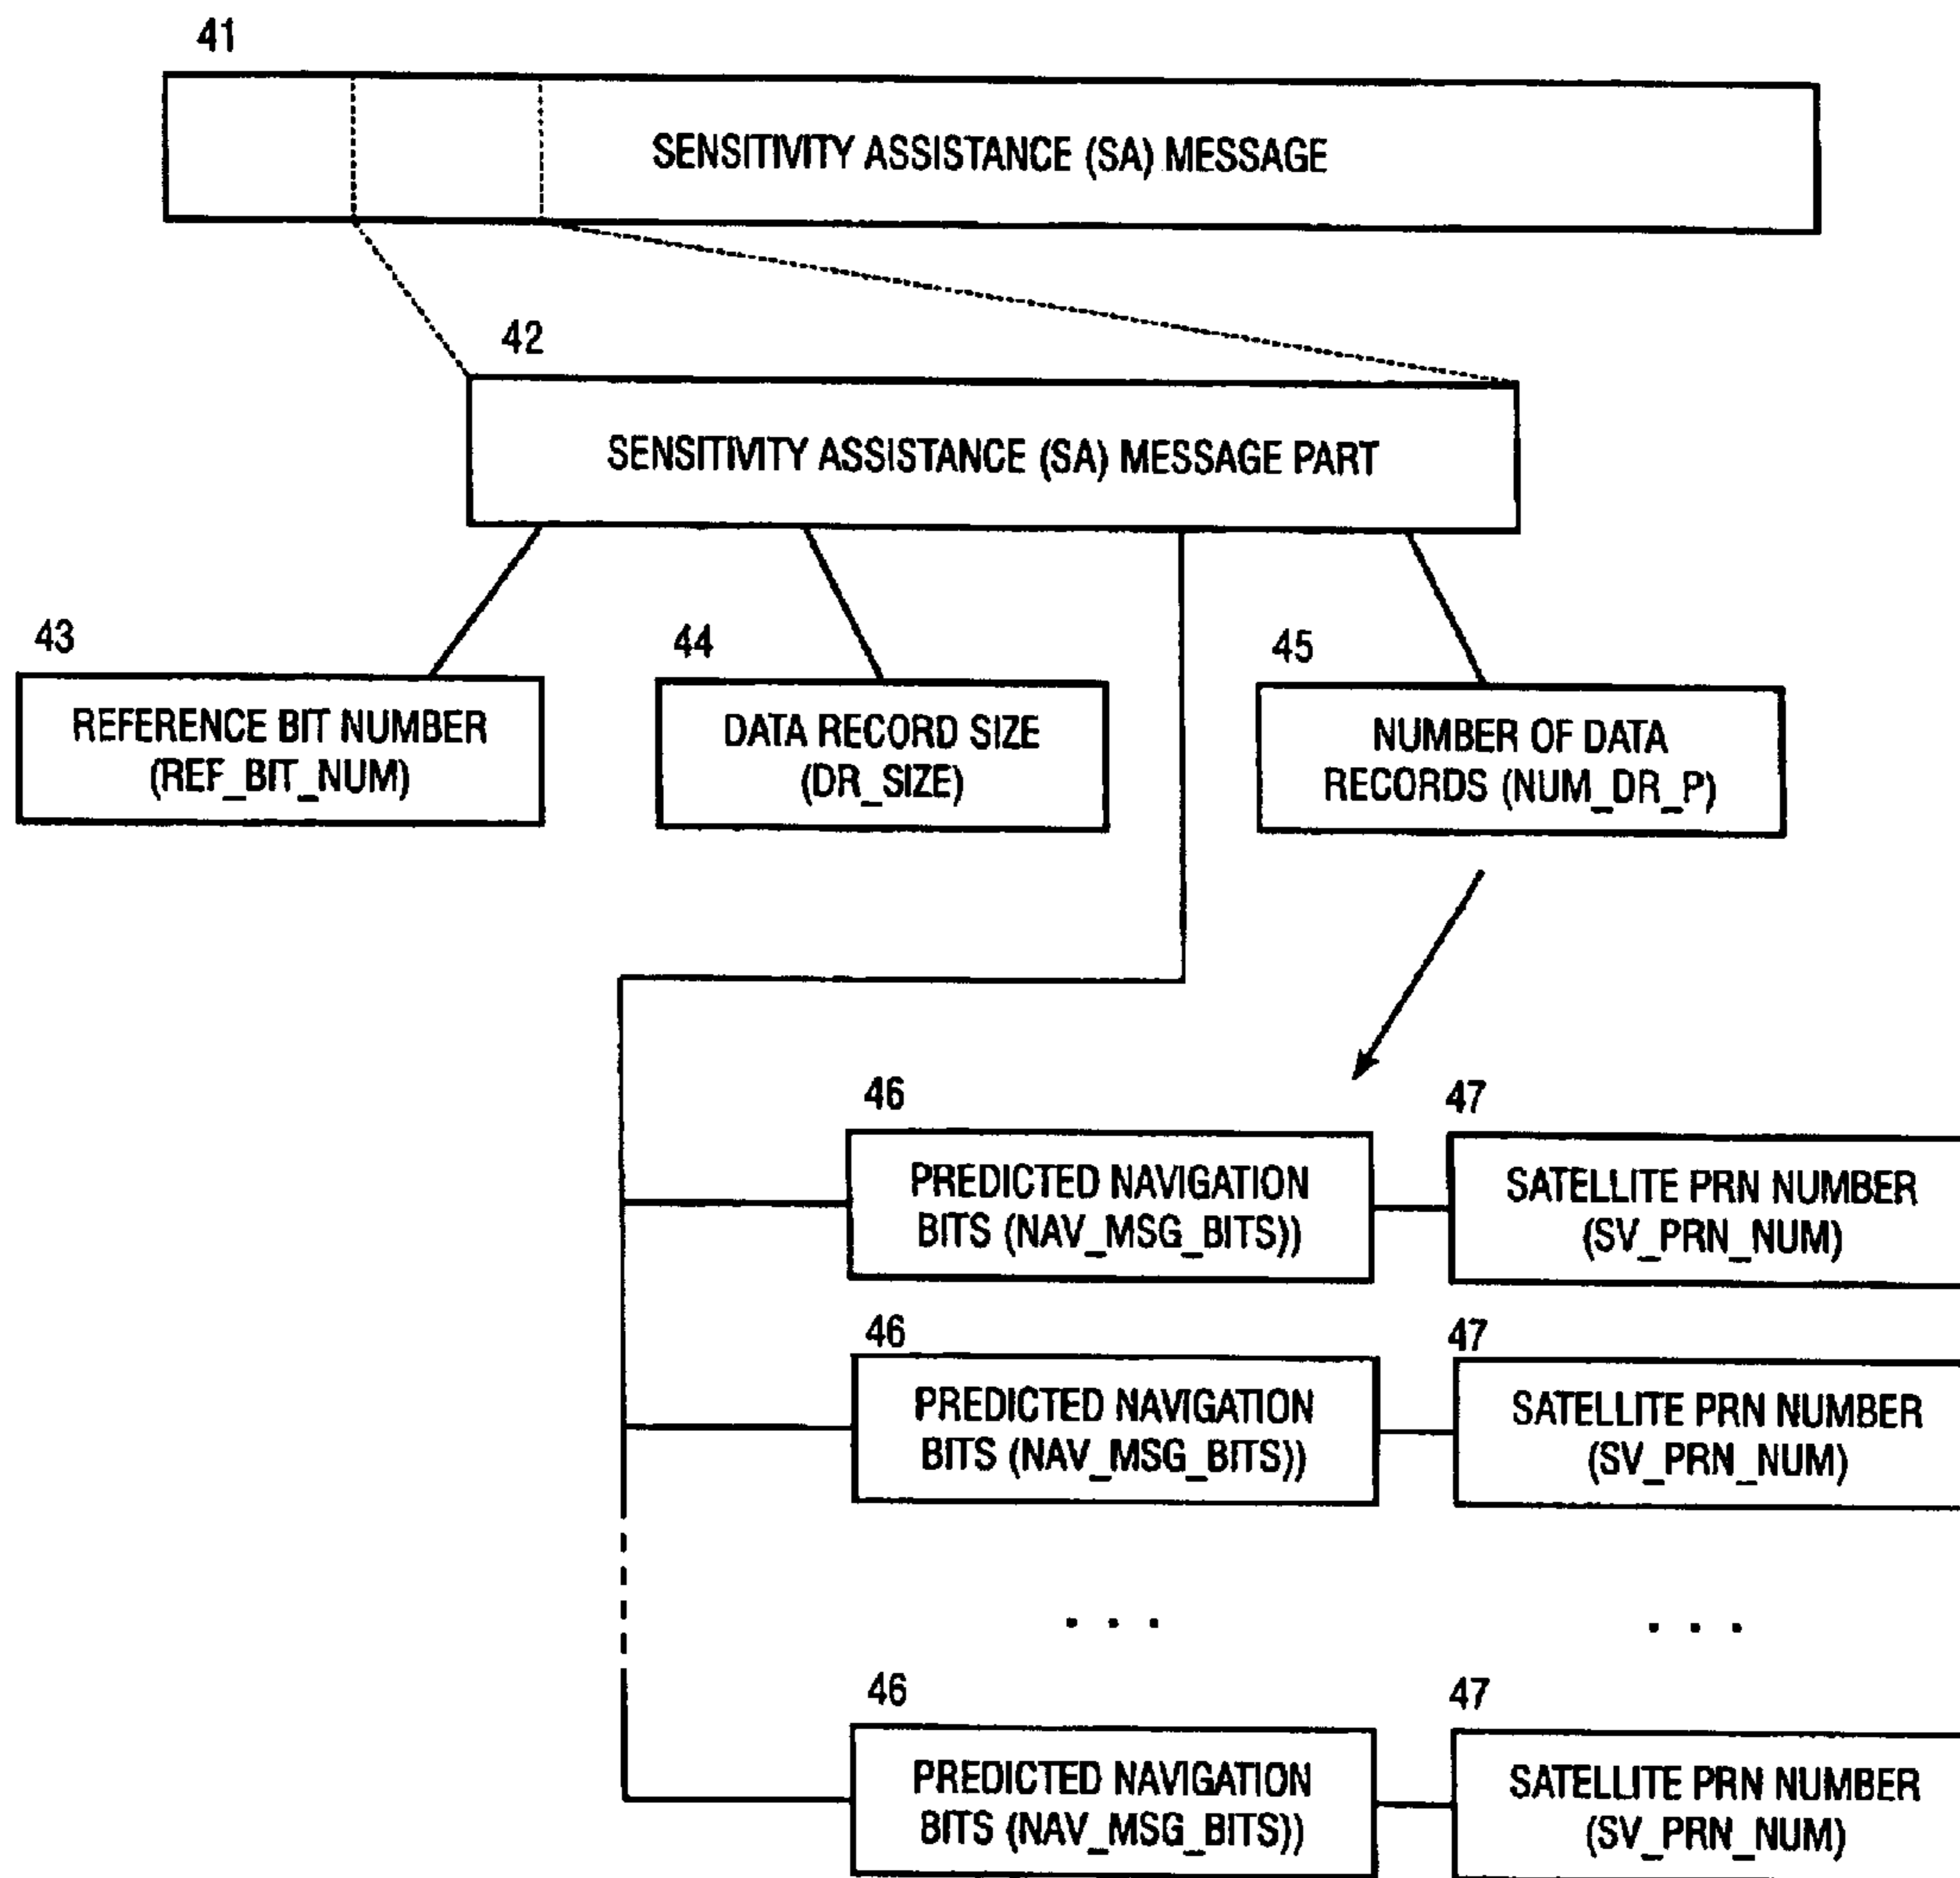 41
SENSITIVITY ASSISTANCE (SA) MESSAGE
42
SENSITIVITY ASSISTANCE (SA) MESSAGE PART
43
REFERENCE BIT NUMBER
(REF_BIT_NUM)
44
DATA RECORD SIZE
(DR_SIZE)
45
NUMBER OF DATA
RECORDS (NUM_DR_P)
46
PREDICTED NAVIGATION
BITS (NAV_MSG_BITS))
47
SATELLITE PRN NUMBER
(SV_PRN_NUM)
46
PREDICTED NAVIGATION
BITS (NAV_MSG_BITS))
47
SATELLITE PRN NUMBER
(SV_PRN_NUM)
. . .
. . .
46
PREDICTED NAVIGATION
BITS (NAV_MSG_BITS))
47
SATELLITE PRN NUMBER
(SV_PRN_NUM)